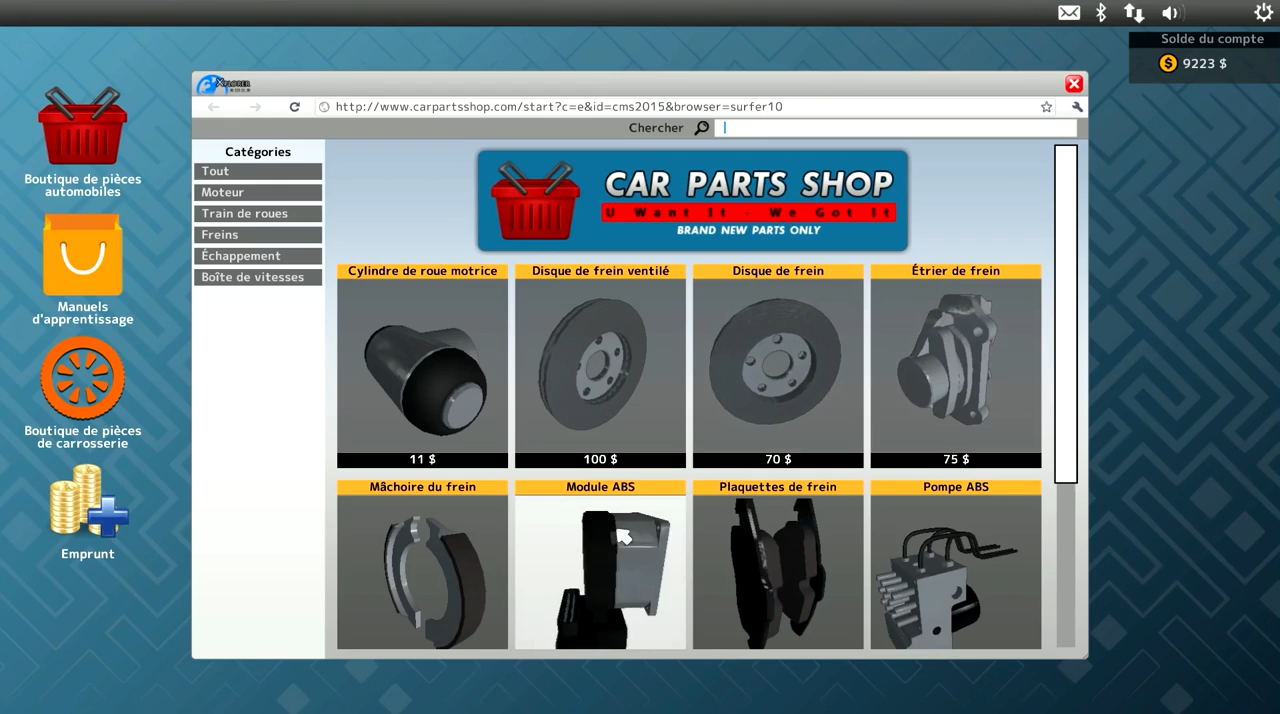 Solde du compte
9223 $
XPLORER
http://www.carpartsshop.com/start?c=e&id=cms2015&browser=surfer10
Chercher
Catégories
Tout
Moteur
Train de roues
Freins
Échappement
Boîte de vitesses
CAR PARTS SHOP
U Want It - We Got It
BRAND NEW PARTS ONLY
Cylindre de roue motrice
11 $
Disque de frein ventilé
100 $
Disque de frein
70 $
Étrier de frein
75 $
Mâchoire du frein
Module ABS
Plaquettes de frein
Pompe ABS
Boutique de pièces
automobiles
Manuels
d'apprentissage
Boutique de pièces
de carrosserie
Emprunt